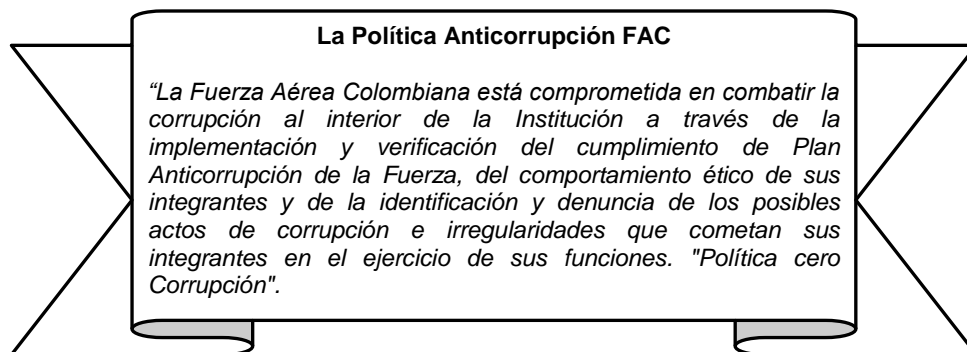 La Política Anticorrupción FAC
“La Fuerza Aérea Colombiana está comprometida en combatir la
corrupción al interior de la Institución a través de la
implementación y verificación del cumplimiento de Plan
Anticorrupción de la Fuerza, del comportamiento ético de sus
integrantes y de la identificación y denuncia de los posibles
actos de corrupción e irregularidades que cometan sus
integrantes en el ejercicio de sus funciones. "Política cero
Corrupción".